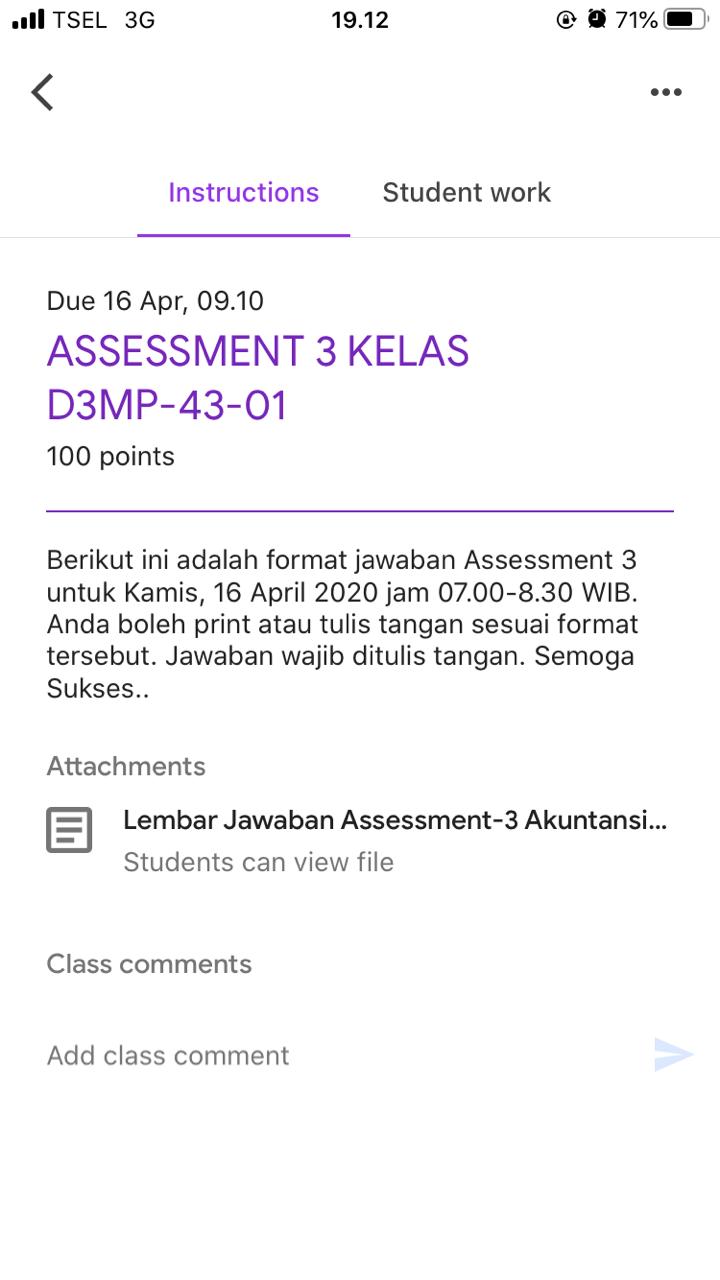 TSEL 3G 19.12 71%
Instructions Student work
Due 16 Apr, 09.10
ASSESSMENT 3 KELAS
D3MP-43-01
100 points
Berikut ini adalah format jawaban Assessment 3
untuk Kamis, 16 April 2020 jam 07.00-8.30 WIB.
Anda boleh print atau tulis tangan sesuai format
tersebut. Jawaban wajib ditulis tangan. Semoga
Sukses..
Attachments
Lembar Jawaban Assessment-3 Akuntansi...
Students can view file
Class comments
Add class comment